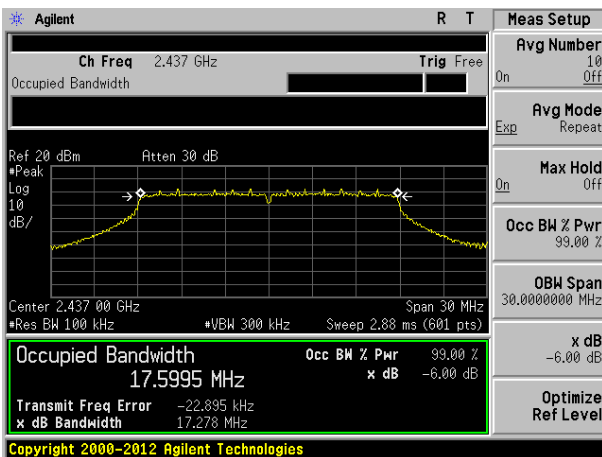 Agilent R T
Ch Freq 2.437 GHz Trig Free
Occupied Bandwidth
Ref 20 dBm Atten 30 dB
#Peak
Log
10
dB/
Center 2.437 00 GHz Span 30 MHz
#Res BW 100 kHz #VBW 300 kHz Sweep 2.88 ms (601 pts)
Occupied Bandwidth Occ BW % Pwr 99.00 %
17.5995 MHz x dB -6.00 dB
Transmit Freq Error -22.895 kHz
x dB Bandwidth 17.278 MHz
Copyright 2000-2012 Agilent Technologies
Meas Setup
Avg Number
10
On Off
Avg Mode
Exp Repeat
Max Hold
On Off
Occ BW % Pwr
99.00 %
OBW Span
30.0000000 MHz
x dB
-6.00 dB
Optimize
Ref Level